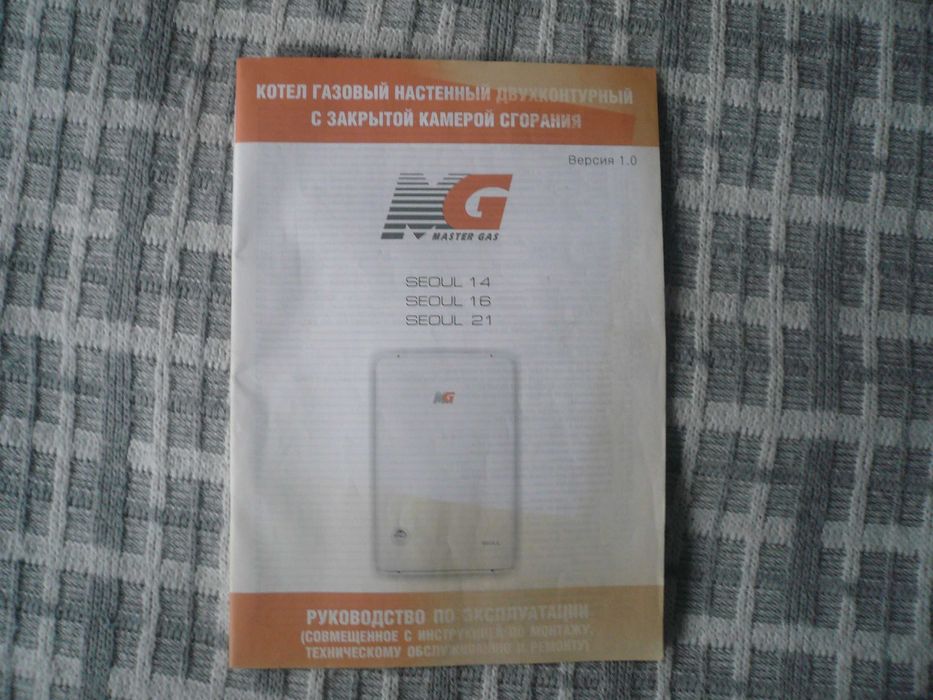 КОТЕЛ ГАЗОВЫЙ НАСТЕННЫЙ ДВУХКОНТУРНЫЙ
С ЗАКРЫТОЙ КАМЕРОЙ СГОРАНИЯ
Версия 1.0
MG
MASTER GAS
SEOUL 14
SEOUL 16
SEOUL 21
MG
SEOUL
РУКОВОДСТВО ПО ЭКСПЛУАТАЦИИ
(СОВМЕЩЕННОЕ С ИНСТРУКЦИЕЙ ПО МОНТАЖУ,
ТЕХНИЧЕСКОМУ ОБСЛУЖИВАНИЮ И РЕМОНТУ)